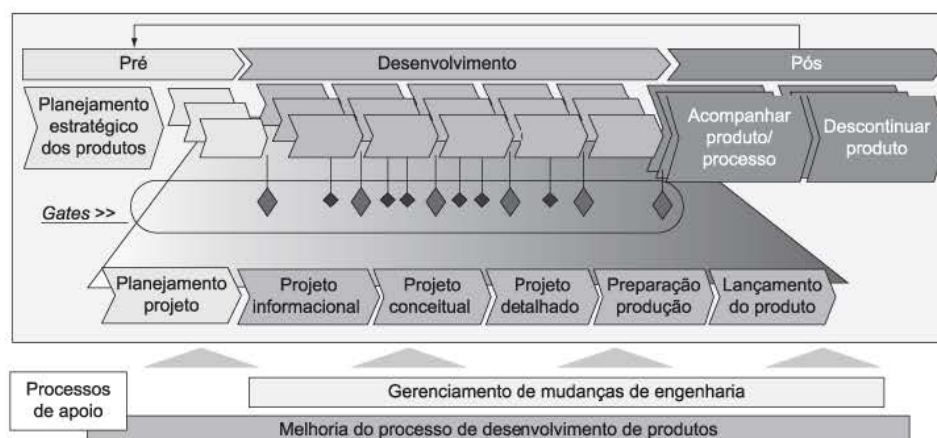 Pré
Desenvolvimento
Pós
Planejamento
estratégico
dos produtos
Acompanhar
produto/
processo
Descontinuar
produto
Gates >>
Planejamento
projeto
Projeto
informacional
Projeto
conceitual
Projeto
detalhado
Preparação
produção
Lançamento
do produto
Processos
de apoio
Gerenciamento de mudanças de engenharia
Melhoria do processo de desenvolvimento de produtos